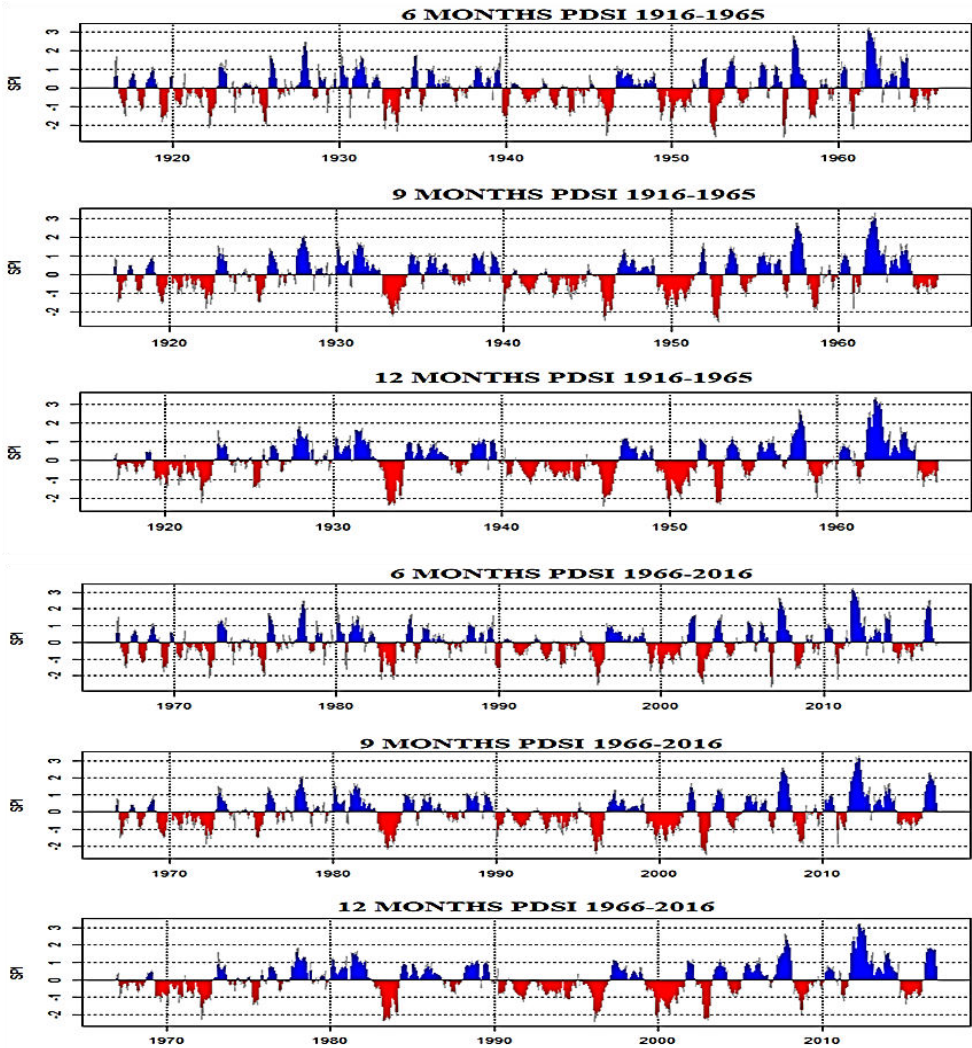 6 MONTHS PDSI 1916-1965
SPI
3
2
1
0
-1
-2
1920 1930 1940 1950 1960
9 MONTHS PDSI 1916-1965
SPI
3
2
1
0
-1
-2
1920 1930 1940 1950 1960
12 MONTHS PDSI 1916-1965
SPI
3
2
1
0
-1
-2
1920 1930 1940 1950 1960
6 MONTHS PDSI 1966-2016
SPI
3
2
1
0
-1
-2
1970 1980 1990 2000 2010
9 MONTHS PDSI 1966-2016
SPI
3
2
1
0
-1
-2
1970 1980 1990 2000 2010
12 MONTHS PDSI 1966-2016
SPI
3
2
1
0
-1
-2
1970 1980 1990 2000 2010